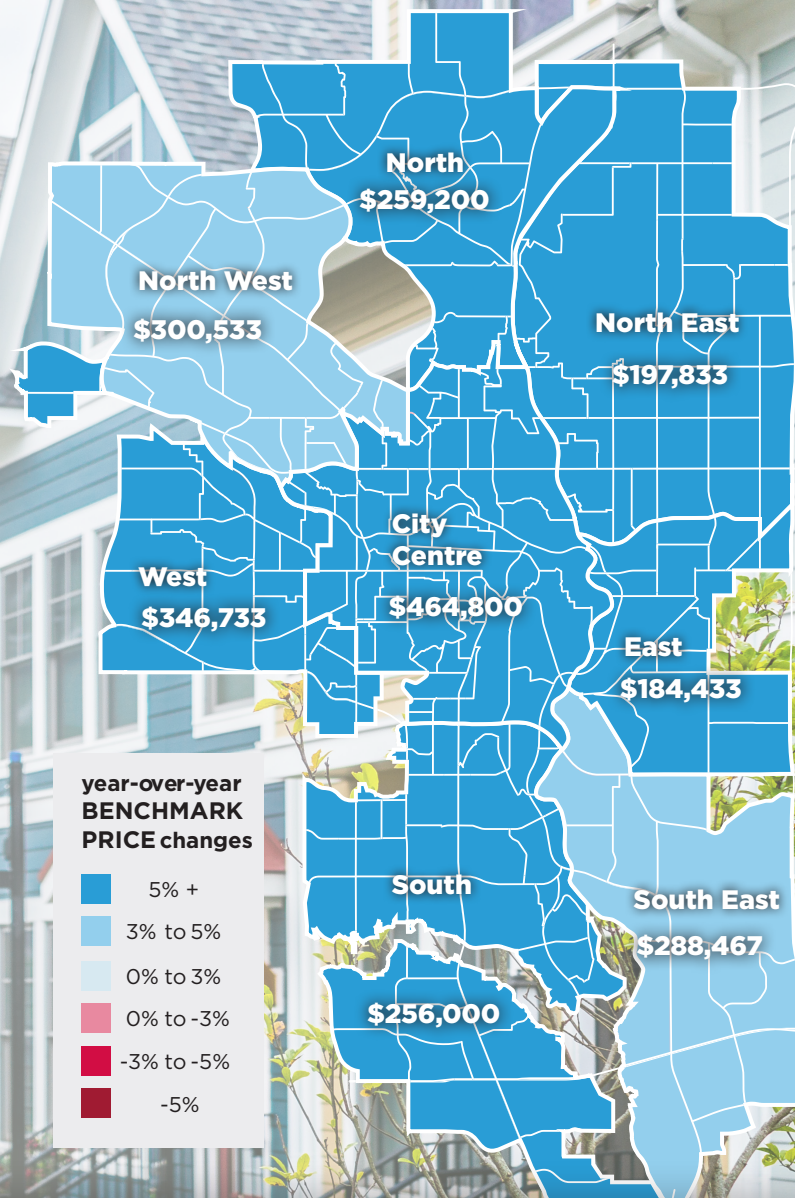 North
$259,200
North West
$300,533
North East
$197,833
City
Centre
$464,800
West
$346,733
East
$184,433
South
$256,000
South East
$288,467
year-over-year
BENCHMARK
PRICE changes
5% +
3% to 5%
0% to 3%
0% to -3%
-3% to -5%
-5%